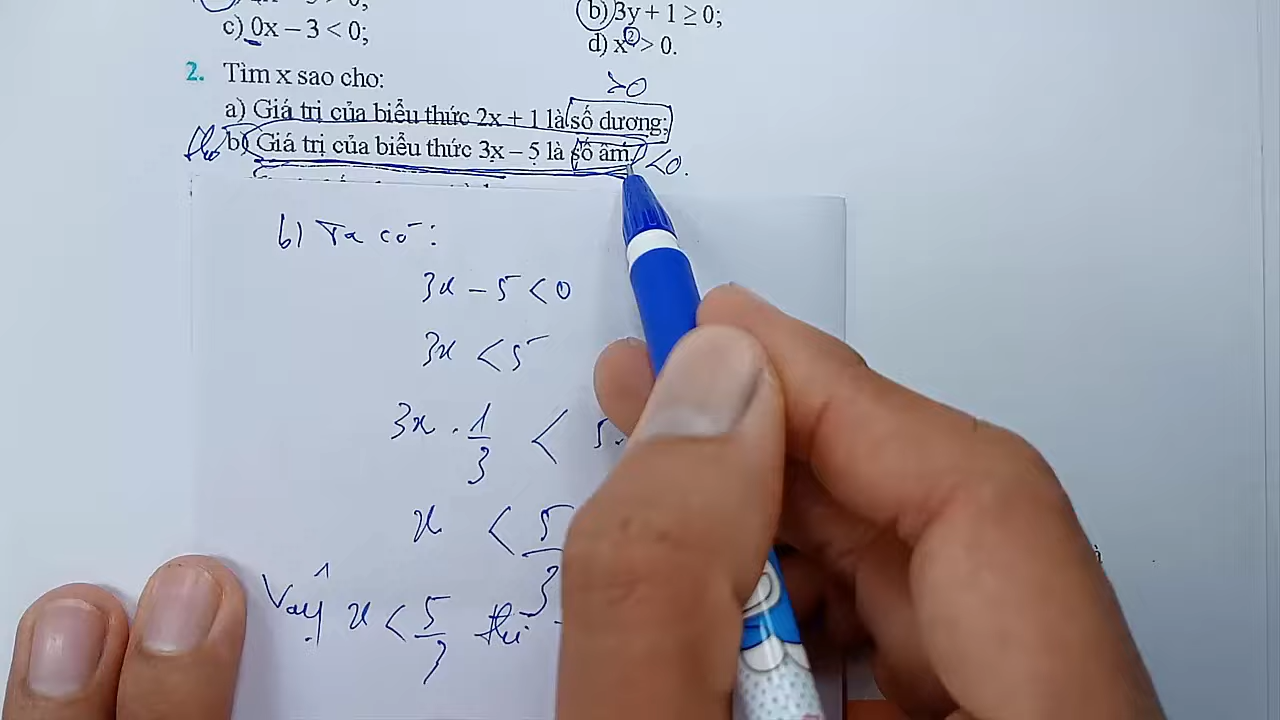 b) 3y + 1 ≥ 0;
c) 0x – 3 < 0;
d) x² > 0.
2. Tìm x sao cho:
>0
a) Giá trị của biểu thức 2x + 1 là số dương;
thì b) Giá trị của biểu thức 3x – 5 là số âm. <0.
b) Ta có:
3x – 5 < 0
3x < 5
3x . 1/3 < 5.
x < 5/3
Vậy x < 5/3 thì